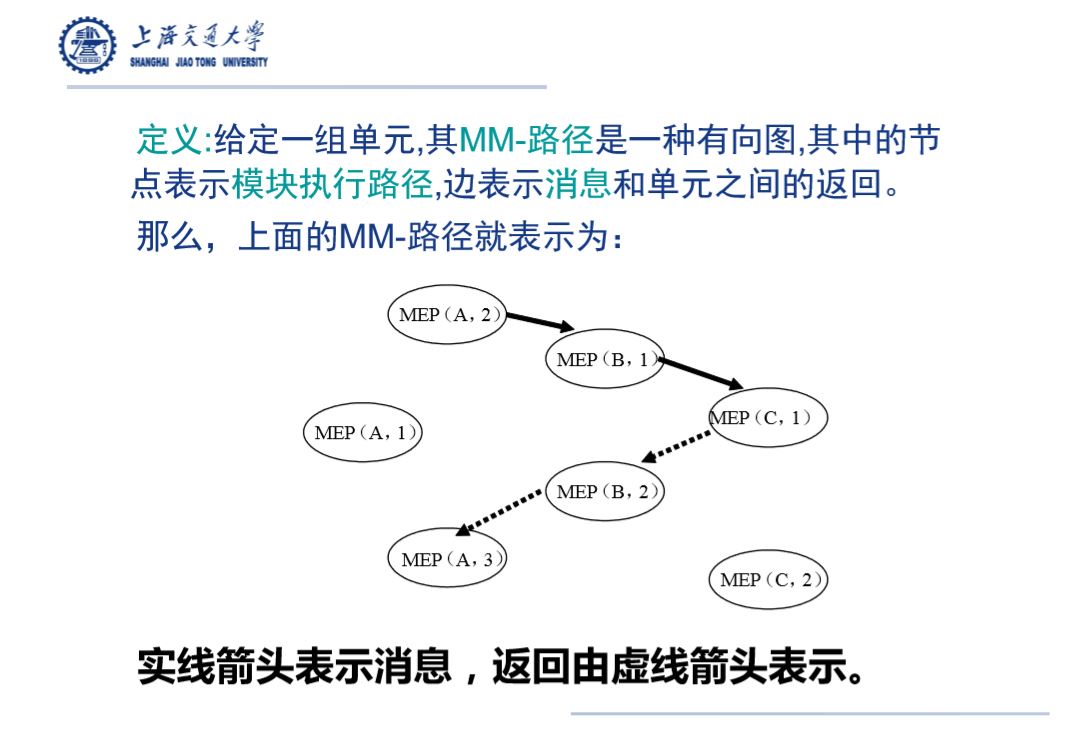 上海交通大学
SHANGHAI JIAO TONG UNIVERSITY
定义:给定一组单元,其MM-路径是一种有向图,其中的节
点表示模块执行路径,边表示消息和单元之间的返回。
那么，上面的MM-路径就表示为：
MEP（A，2）
MEP（B，1）
MEP（C，1）
MEP（A，1）
MEP（B，2）
MEP（A，3）
MEP（C，2）
实线箭头表示消息，返回由虚线箭头表示。